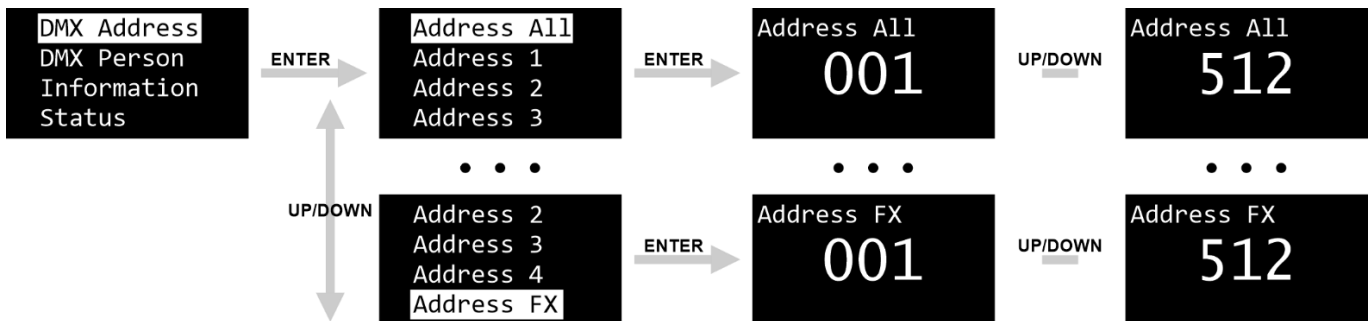 DMX Address
DMX Person
Information
Status
ENTER
Address All
Address 1
Address 2
Address 3
ENTER
Address All
001
UP/DOWN
Address All
512
• • •
• • •
• • •
UP/DOWN
Address 2
Address 3
Address 4
Address FX
ENTER
Address FX
001
UP/DOWN
Address FX
512